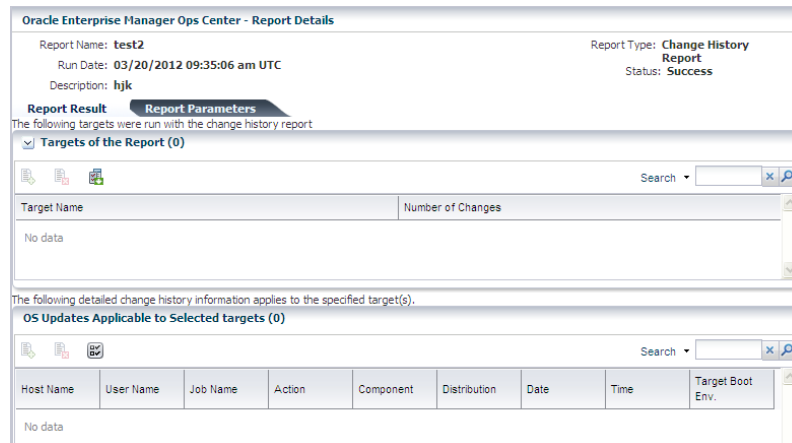 Oracle Enterprise Manager Ops Center - Report Details
Report Name: test2
Report Type: Change History Report
Run Date: 03/20/2012 09:35:06 am UTC
Status: Success
Description: hjk
Report Result Report Parameters
The following targets were run with the change history report
Targets of the Report (0)
Search
Target Name Number of Changes
No data
The following detailed change history information applies to the specified target(s).
OS Updates Applicable to Selected targets (0)
Search
Host Name User Name Job Name Action Component Distribution Date Time Target Boot Env.
No data